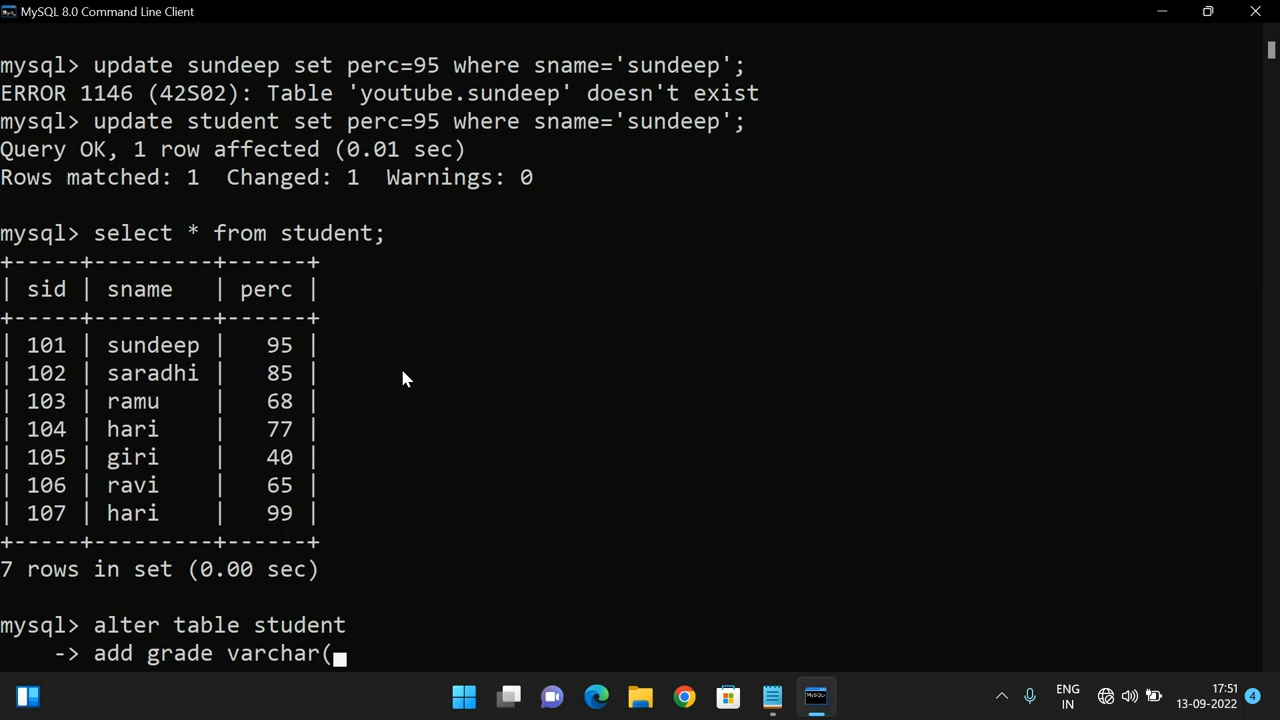 MySQL 8.0 Command Line Client
mysql> update sundeep set perc=95 where sname='sundeep';
ERROR 1146 (42S02): Table 'youtube.sundeep' doesn't exist
mysql> update student set perc=95 where sname='sundeep';
Query OK, 1 row affected (0.01 sec)
Rows matched: 1  Changed: 1  Warnings: 0
mysql> select * from student;
+-----+---------+------+
| sid | sname   | perc |
+-----+---------+------+
| 101 | sundeep |   95 |
| 102 | saradhi |   85 |
| 103 | ramu    |   68 |
| 104 | hari    |   77 |
| 105 | giri    |   40 |
| 106 | ravi    |   65 |
| 107 | hari    |   99 |
+-----+---------+------+
7 rows in set (0.00 sec)
mysql> alter table student
    -> add grade varchar(
ENG
IN
17:51
13-09-2022
4